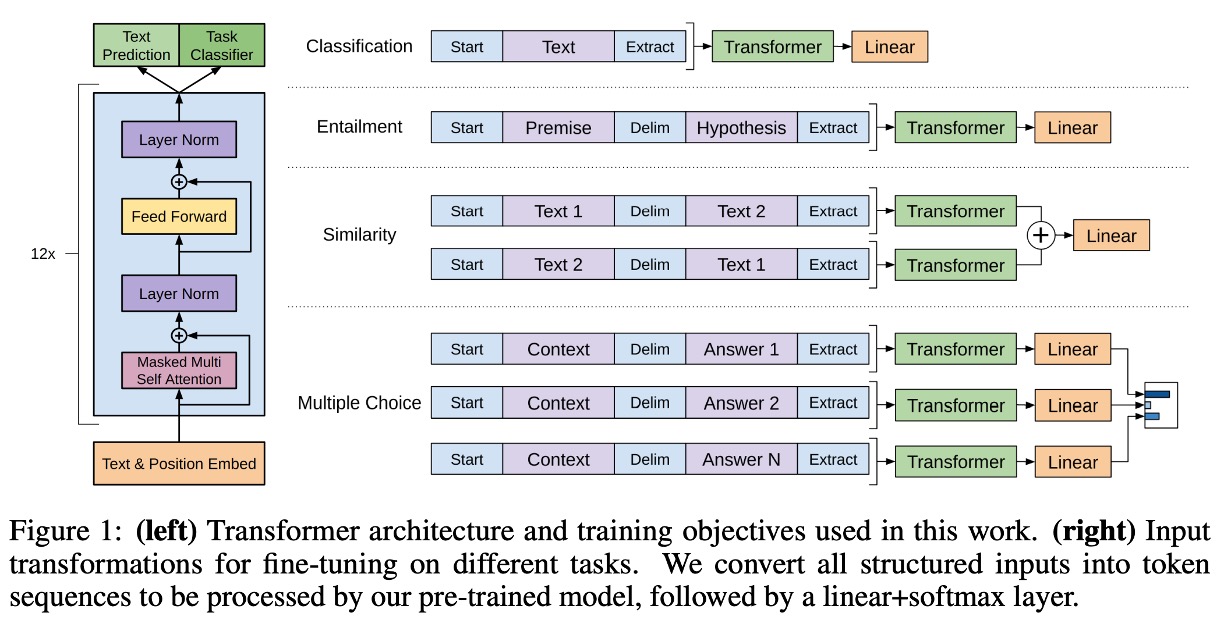 Text
Prediction
Task
Classifier
12x
Layer Norm
+
Feed Forward
Layer Norm
+
Masked Multi
Self Attention
Text & Position Embed
Classification
Start Text Extract Transformer Linear
Entailment
Start Premise Delim Hypothesis Extract Transformer Linear
Similarity
Start Text 1 Delim Text 2 Extract Transformer
Start Text 2 Delim Text 1 Extract Transformer
+ Linear
Multiple Choice
Start Context Delim Answer 1 Extract Transformer Linear
Start Context Delim Answer 2 Extract Transformer Linear
Start Context Delim Answer N Extract Transformer Linear
Figure 1: (left) Transformer architecture and training objectives used in this work. (right) Input
transformations for fine-tuning on different tasks. We convert all structured inputs into token
sequences to be processed by our pre-trained model, followed by a linear+softmax layer.